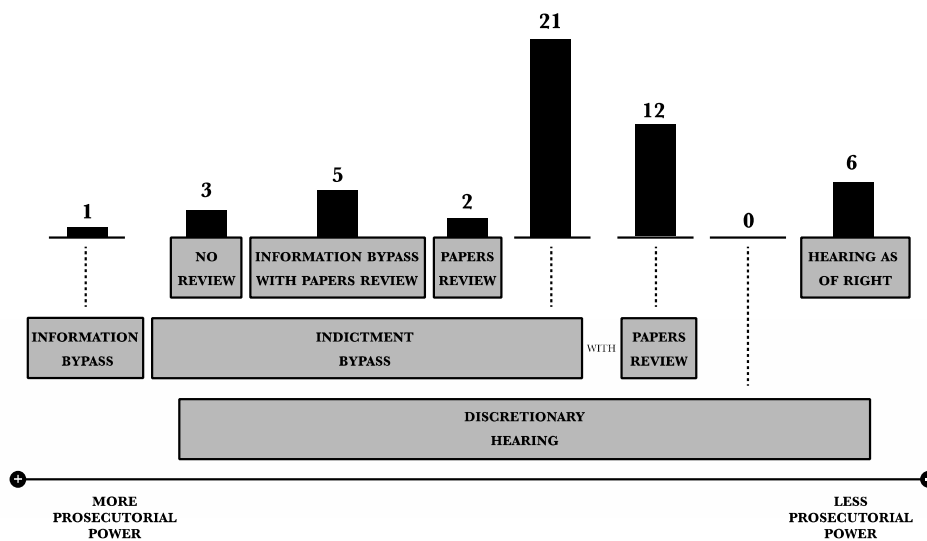 21
12
6
5
3
2
1
0
NO
REVIEW
INFORMATION BYPASS
WITH PAPERS REVIEW
PAPERS
REVIEW
HEARING AS
OF RIGHT
INFORMATION
BYPASS
INDICTMENT
BYPASS
WITH
PAPERS
REVIEW
DISCRETIONARY
HEARING
MORE
PROSECUTORIAL
POWER
LESS
PROSECUTORIAL
POWER